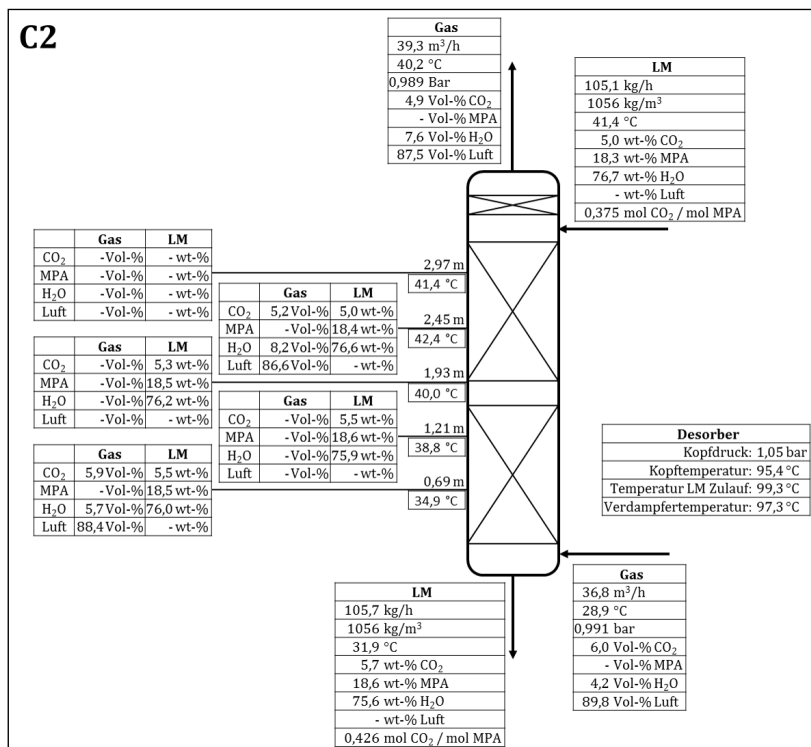 C2
Gas
39,3 m³/h
40,2 °C
0,989 Bar
4,9 Vol-% CO₂
- Vol-% MPA
7,6 Vol-% H₂O
87,5 Vol-% Luft
LM
105,1 kg/h
1056 kg/m³
41,4 °C
5,0 wt-% CO₂
18,3 wt-% MPA
76,7 wt-% H₂O
- wt-% Luft
0,375 mol CO₂ / mol MPA
Gas LM
CO₂ - Vol-% - wt-%
MPA - Vol-% - wt-%
H₂O - Vol-% - wt-%
Luft - Vol-% - wt-%
2,97 m
41,4 °C
Gas LM
CO₂ 5,2 Vol-% 5,0 wt-%
MPA - Vol-% 18,4 wt-%
H₂O 8,2 Vol-% 76,6 wt-%
Luft 86,6 Vol-% - wt-%
2,45 m
42,4 °C
Gas LM
CO₂ - Vol-% 5,3 wt-%
MPA - Vol-% 18,5 wt-%
H₂O - Vol-% 76,2 wt-%
Luft - Vol-% - wt-%
1,93 m
40,0 °C
Gas LM
CO₂ - Vol-% 5,5 wt-%
MPA - Vol-% 18,6 wt-%
H₂O - Vol-% 75,9 wt-%
Luft - Vol-% - wt-%
1,21 m
38,8 °C
Gas LM
CO₂ 5,9 Vol-% 5,5 wt-%
MPA - Vol-% 18,5 wt-%
H₂O 5,7 Vol-% 76,0 wt-%
Luft 88,4 Vol-% - wt-%
0,69 m
34,9 °C
Desorber
Kopfdruck: 1,05 bar
Kopftemperatur: 95,4 °C
Temperatur LM Zulauf: 99,3 °C
Verdampfertemperatur: 97,3 °C
LM
105,7 kg/h
1056 kg/m³
31,9 °C
5,7 wt-% CO₂
18,6 wt-% MPA
75,6 wt-% H₂O
- wt-% Luft
0,426 mol CO₂ / mol MPA
Gas
36,8 m³/h
28,9 °C
0,991 bar
6,0 Vol-% CO₂
- Vol-% MPA
4,2 Vol-% H₂O
89,8 Vol-% Luft